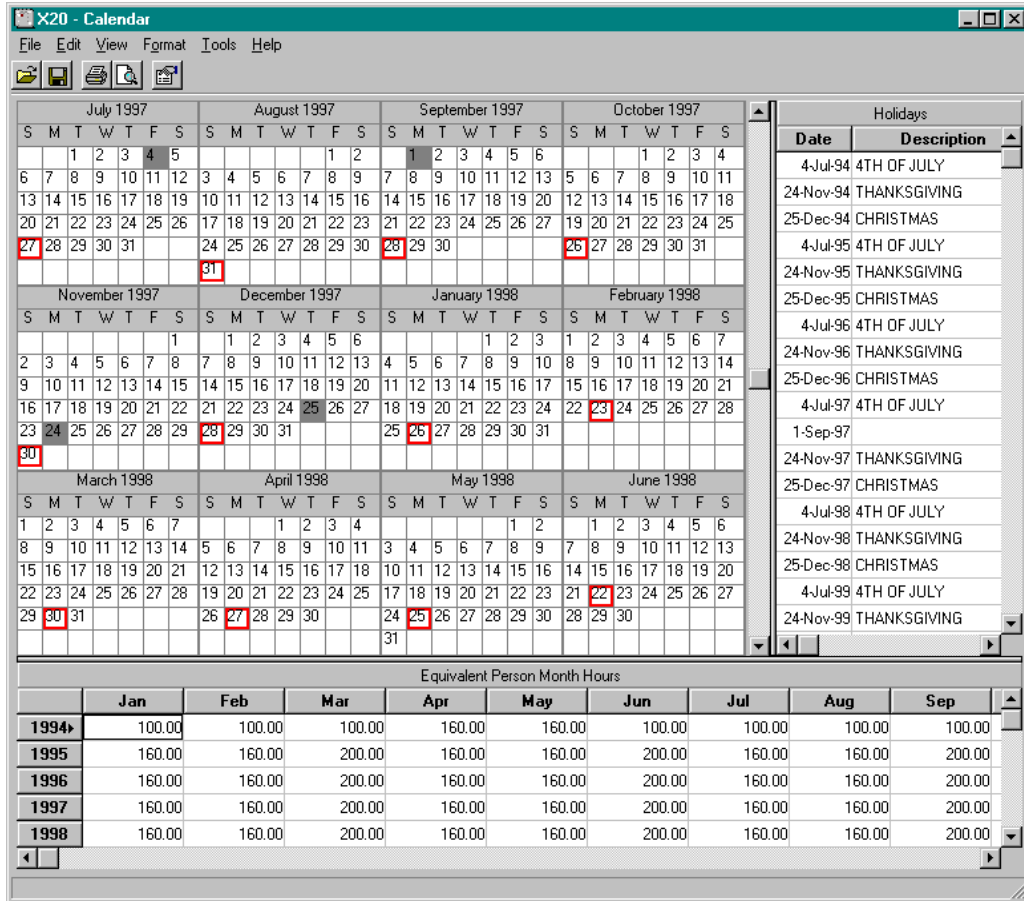 X20 - Calendar
File Edit View Format Tools Help
July 1997 August 1997 September 1997 October 1997
S M T W T F S S M T W T F S S M T W T F S S M T W T F S
1 2 3 4 5 1 2 1 2 3 4 5 6 1 2 3 4
6 7 8 9 10 11 12 3 4 5 6 7 8 9 7 8 9 10 11 12 13 5 6 7 8 9 10 11
13 14 15 16 17 18 19 10 11 12 13 14 15 16 14 15 16 17 18 19 20 12 13 14 15 16 17 18
20 21 22 23 24 25 26 17 18 19 20 21 22 23 21 22 23 24 25 26 27 19 20 21 22 23 24 25
27 28 29 30 31 24 25 26 27 28 29 30 28 29 30 26 27 28 29 30 31
31
November 1997 December 1997 January 1998 February 1998
S M T W T F S S M T W T F S S M T W T F S S M T W T F S
1 1 2 3 4 5 6 1 2 3 1 2 3 4 5 6 7
2 3 4 5 6 7 8 7 8 9 10 11 12 13 4 5 6 7 8 9 10 8 9 10 11 12 13 14
9 10 11 12 13 14 15 14 15 16 17 18 19 20 11 12 13 14 15 16 17 15 16 17 18 19 20 21
16 17 18 19 20 21 22 21 22 23 24 25 26 27 18 19 20 21 22 23 24 22 23 24 25 26 27 28
23 24 25 26 27 28 29 28 29 30 31 25 26 27 28 29 30 31
30
March 1998 April 1998 May 1998 June 1998
S M T W T F S S M T W T F S S M T W T F S S M T W T F S
1 2 3 4 5 6 7 1 2 3 4 1 2 1 2 3 4 5 6
8 9 10 11 12 13 14 5 6 7 8 9 10 11 3 4 5 6 7 8 9 7 8 9 10 11 12 13
15 16 17 18 19 20 21 12 13 14 15 16 17 18 10 11 12 13 14 15 16 14 15 16 17 18 19 20
22 23 24 25 26 27 28 19 20 21 22 23 24 25 17 18 19 20 21 22 23 21 22 23 24 25 26 27
29 30 31 26 27 28 29 30 24 25 26 27 28 29 30 28 29 30
31
Holidays
Date Description
4-Jul-94 4TH OF JULY
24-Nov-94 THANKSGIVING
25-Dec-94 CHRISTMAS
4-Jul-95 4TH OF JULY
24-Nov-95 THANKSGIVING
25-Dec-95 CHRISTMAS
4-Jul-96 4TH OF JULY
24-Nov-96 THANKSGIVING
25-Dec-96 CHRISTMAS
4-Jul-97 4TH OF JULY
1-Sep-97
24-Nov-97 THANKSGIVING
25-Dec-97 CHRISTMAS
4-Jul-98 4TH OF JULY
24-Nov-98 THANKSGIVING
25-Dec-98 CHRISTMAS
4-Jul-99 4TH OF JULY
24-Nov-99 THANKSGIVING
Equivalent Person Month Hours
Jan Feb Mar Apr May Jun Jul Aug Sep
1994 100.00 100.00 100.00 160.00 160.00 100.00 100.00 100.00 100.00
1995 160.00 160.00 200.00 160.00 160.00 200.00 160.00 160.00 200.00
1996 160.00 160.00 200.00 160.00 160.00 200.00 160.00 160.00 200.00
1997 160.00 160.00 200.00 160.00 160.00 200.00 160.00 160.00 200.00
1998 160.00 160.00 200.00 160.00 160.00 200.00 160.00 160.00 200.00